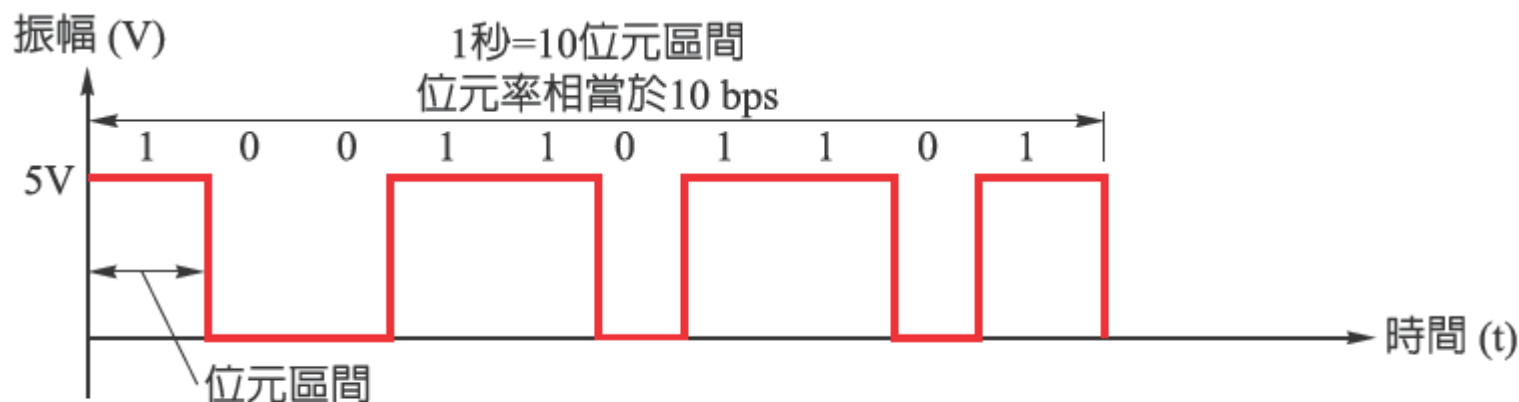 振幅 (V)
1秒=10位元區間
位元率相當於10 bps
1 0 0 1 1 0 1 1 0 1
5V
時間 (t)
位元區間